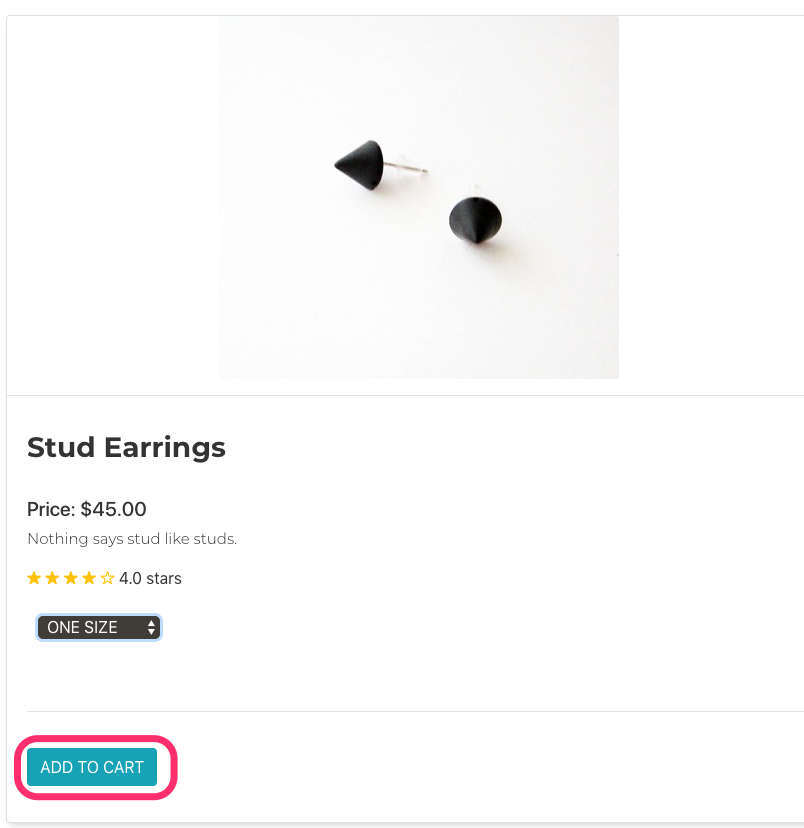 Stud Earrings
Price: $45.00
Nothing says stud like studs.
4.0 stars
ONE SIZE
ADD TO CART